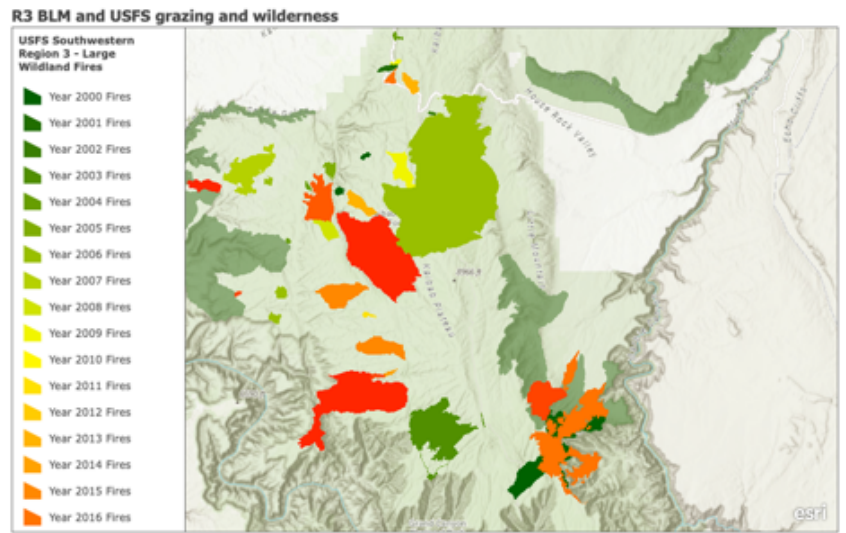 R3 BLM and USFS grazing and wilderness
USFS Southwestern
Region 3 - Large
Wildland Fires
Year 2000 Fires
Year 2001 Fires
Year 2002 Fires
Year 2003 Fires
Year 2004 Fires
Year 2005 Fires
Year 2006 Fires
Year 2007 Fires
Year 2008 Fires
Year 2009 Fires
Year 2010 Fires
Year 2011 Fires
Year 2012 Fires
Year 2013 Fires
Year 2014 Fires
Year 2015 Fires
Year 2016 Fires
House Rock Valley
Kaibab Plateau
esri